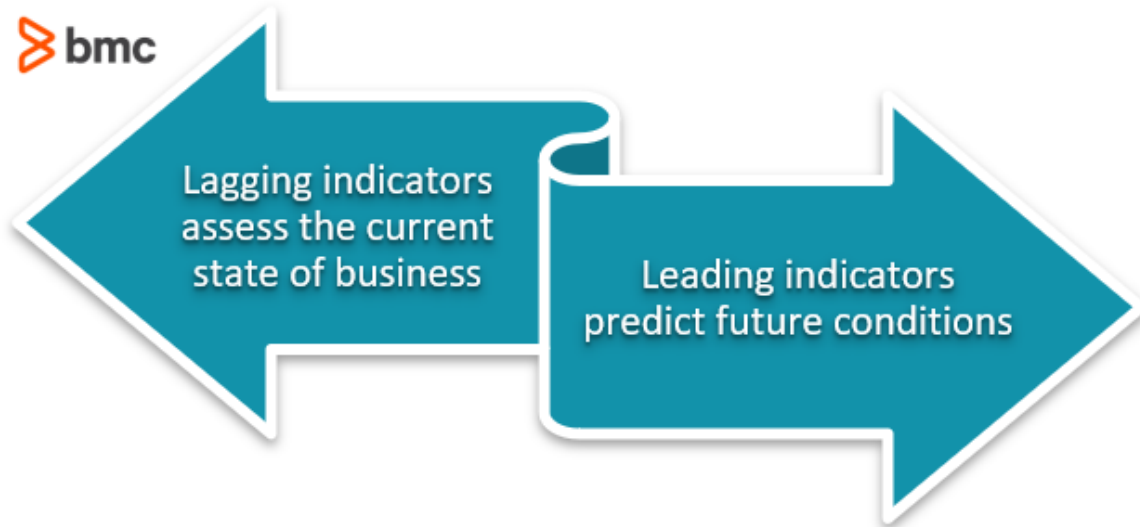 bmc
Lagging indicators
assess the current
state of business
Leading indicators
predict future conditions